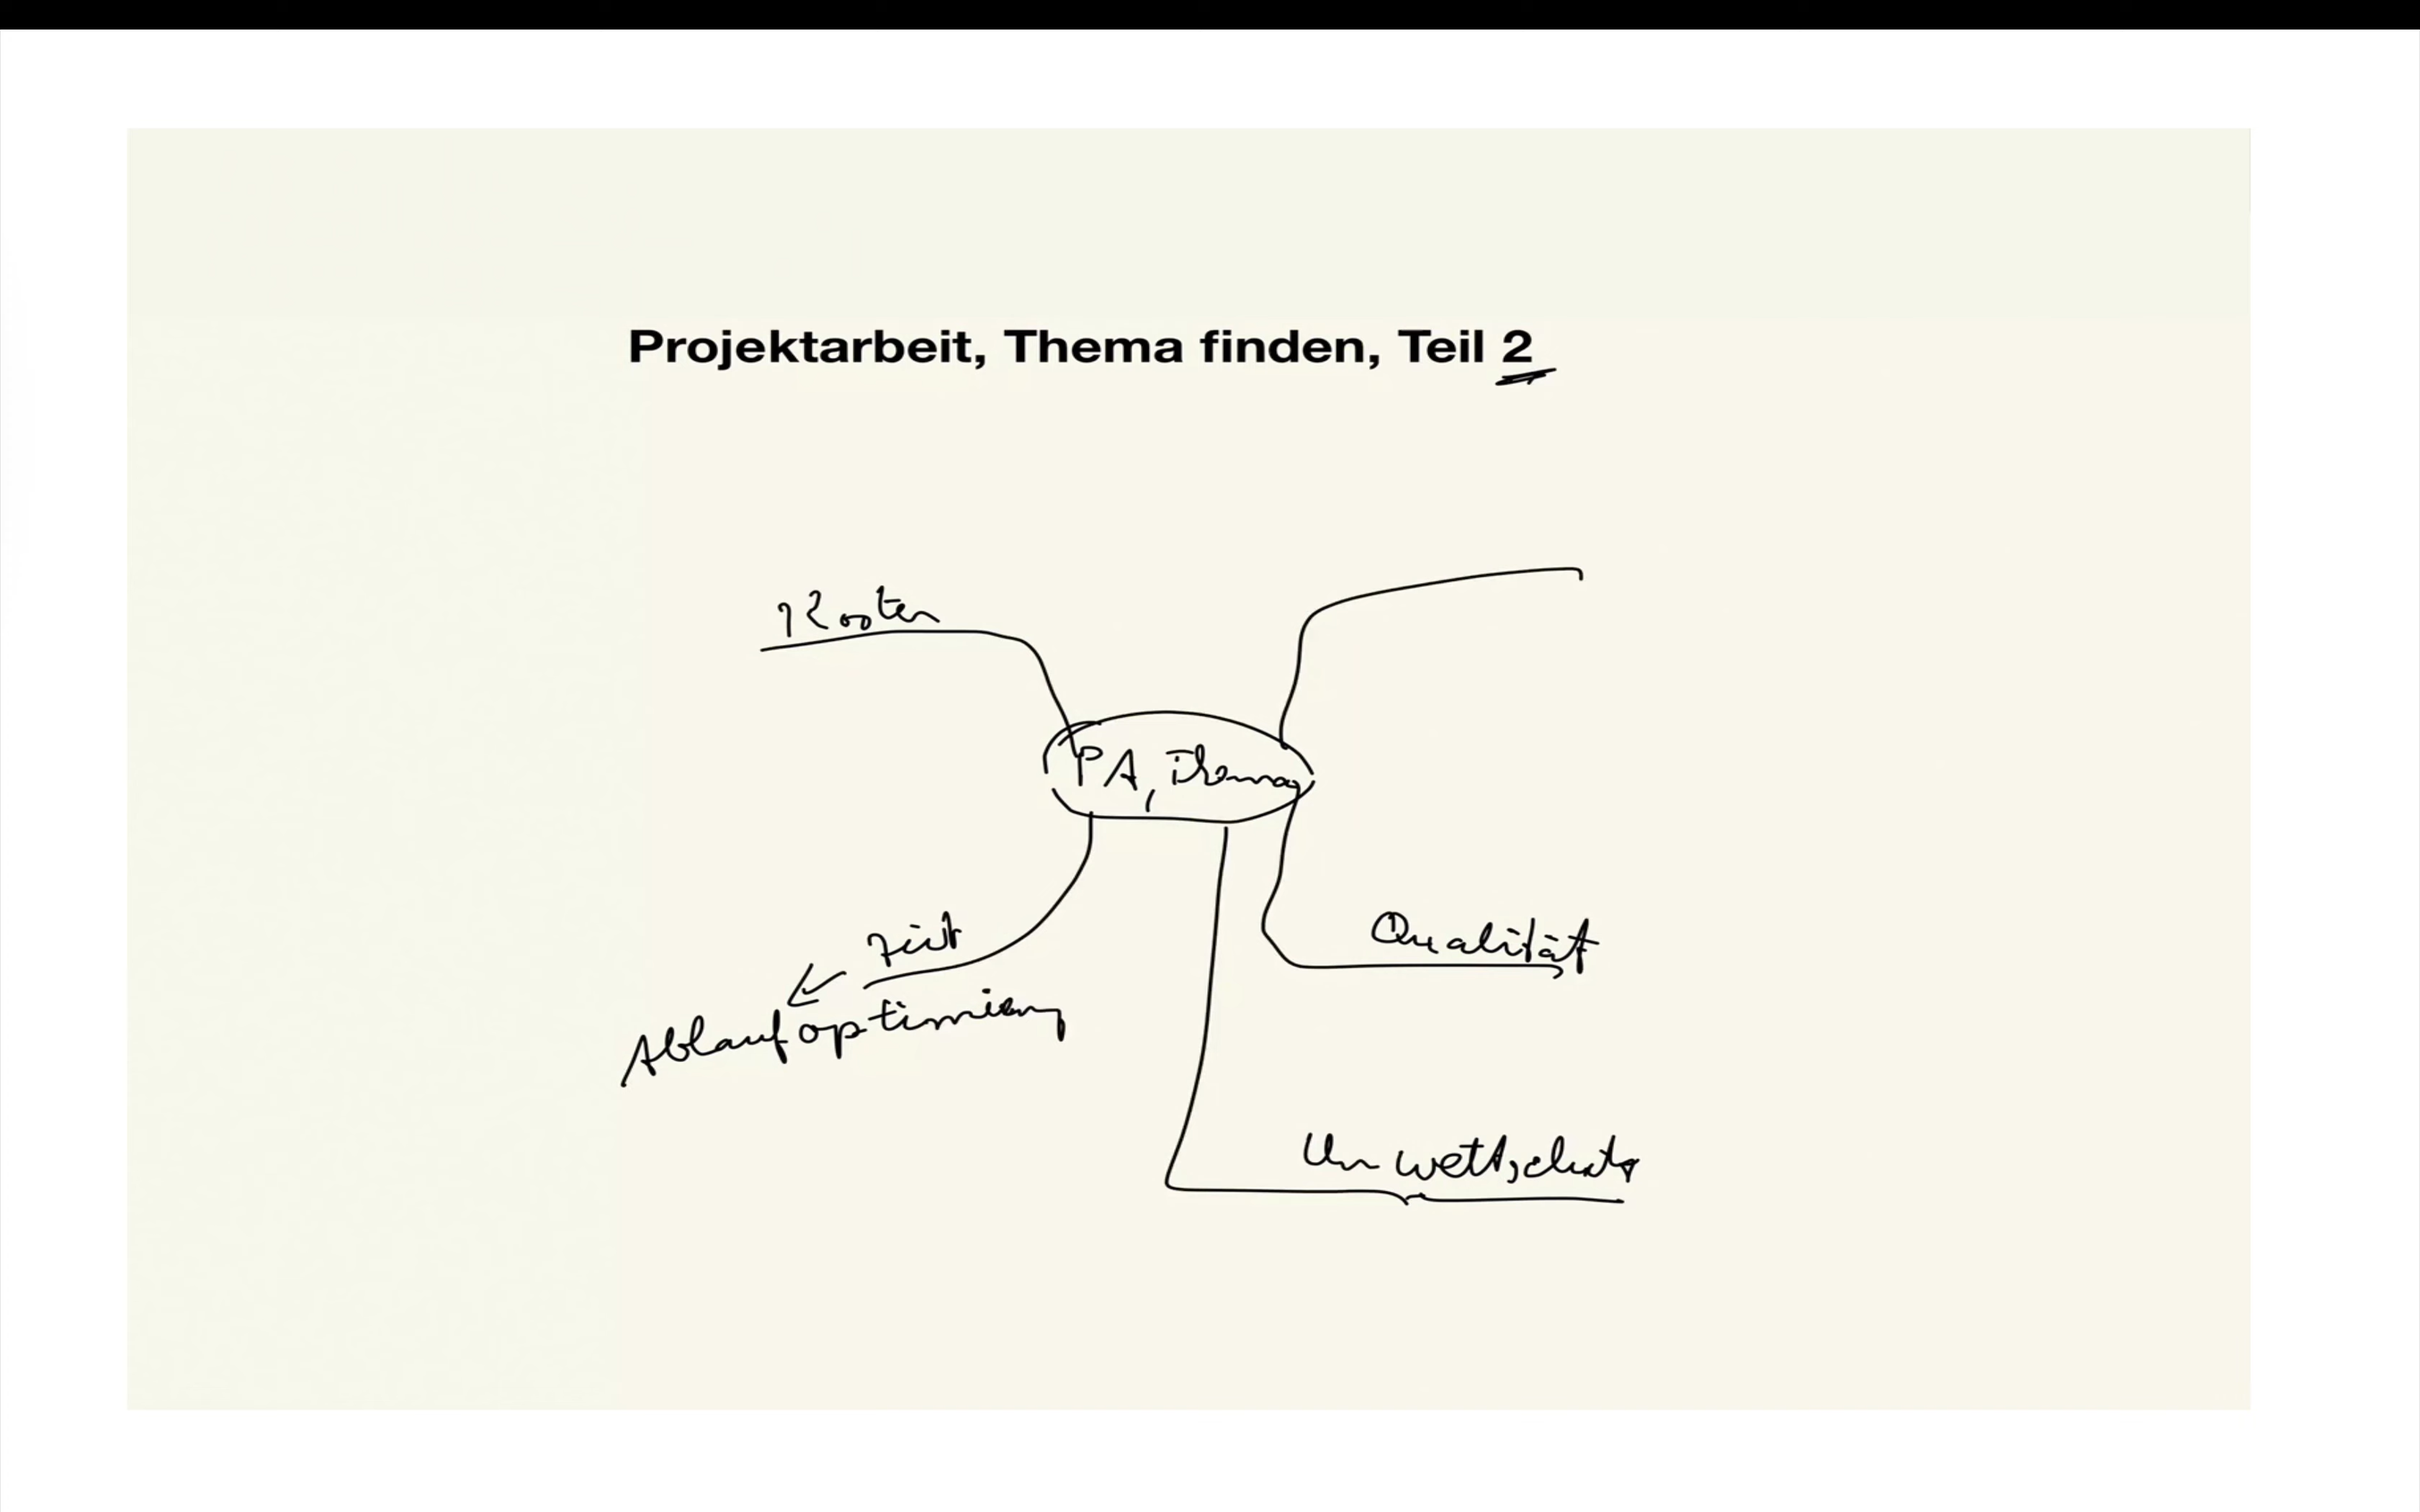 Projektarbeit, Thema finden, Teil 2
Kosten
PA, Thema
Zeit
Qualität
Ablaufoptimierung
Umweltschutz